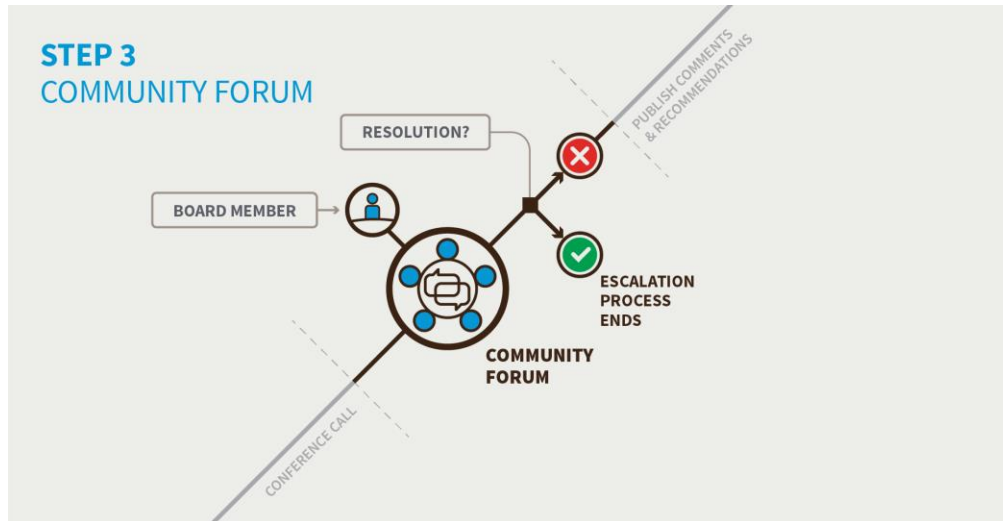 STEP 3
COMMUNITY FORUM
PUBLISH COMMENTS
& RECOMMENDATIONS
RESOLUTION?
BOARD MEMBER
ESCALATION
PROCESS
ENDS
COMMUNITY
FORUM
CONFERENCE CALL